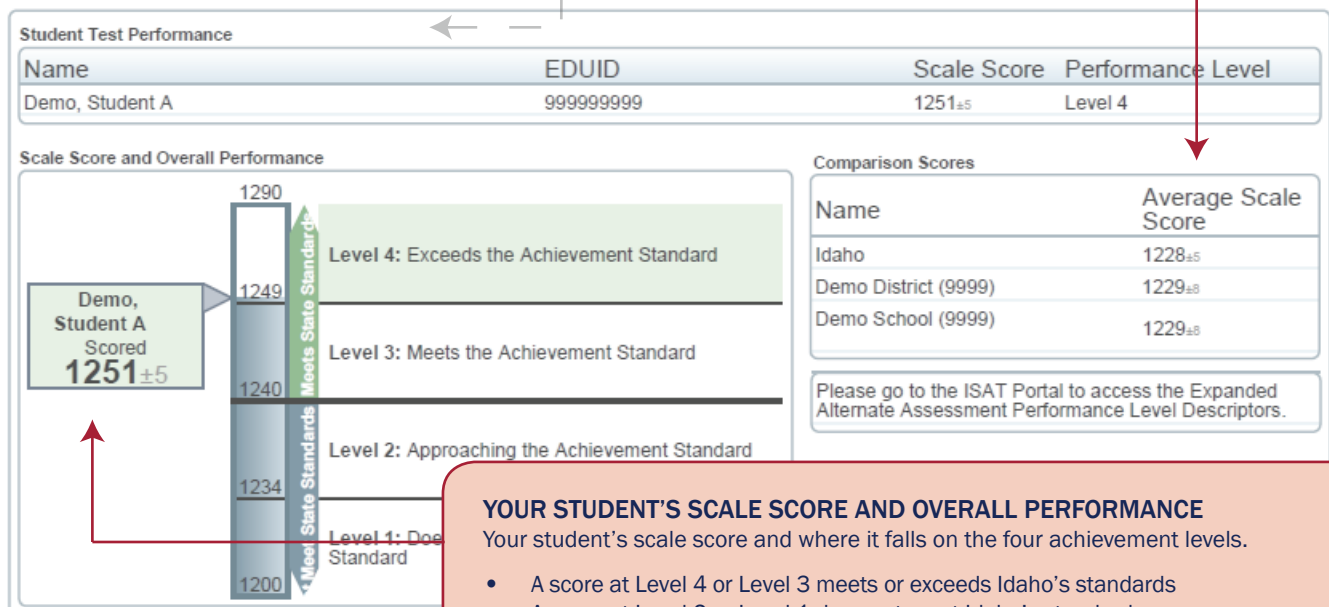 Student Test Performance
Name EDUID Scale Score Performance Level
Demo, Student A 999999999 1251±5 Level 4
Scale Score and Overall Performance
1290
1249
1240
1234
1200
Demo,
Student A
Scored
1251±5
Meets State Standards
Meet State Standards
Level 4: Exceeds the Achievement Standard
Level 3: Meets the Achievement Standard
Level 2: Approaching the Achievement Standard
Level 1:
Standard
Comparison Scores
Name Average Scale
Score
Idaho 1228±5
Demo District (9999) 1229±8
Demo School (9999) 1229±8
Please go to the ISAT Portal to access the Expanded
Alternate Assessment Performance Level Descriptors.
YOUR STUDENT'S SCALE SCORE AND OVERALL PERFORMANCE
Your student's scale score and where it falls on the four achievement levels.
• A score at Level 4 or Level 3 meets or exceeds Idaho's standards